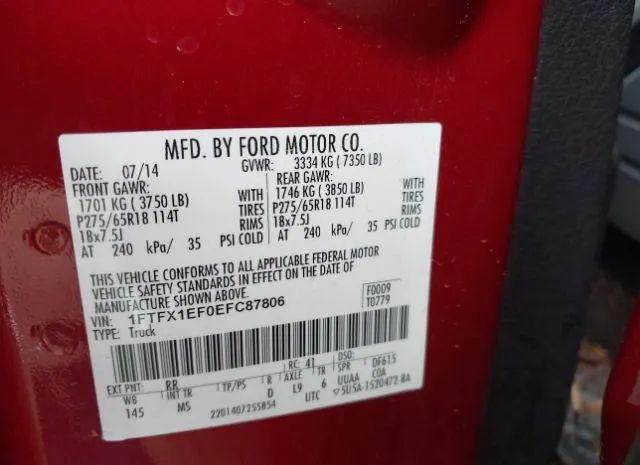 MFD. BY FORD MOTOR CO.
DATE: 07/14 GVWR: 3334 KG ( 7350 LB)
FRONT GAWR: REAR GAWR:
1701 KG ( 3750 LB) WITH 1746 KG ( 3850 LB) WITH
P275/65R18 114T TIRES P275/65R18 114T TIRES
18x7.5J RIMS 18x7.5J RIMS
AT 240 kPa/ 35 PSI COLD AT 240 kPa/ 35 PSI COLD
THIS VEHICLE CONFORMS TO ALL APPLICABLE FEDERAL MOTOR
VEHICLE SAFETY STANDARDS IN EFFECT ON THE DATE OF
MANUFACTURE SHOWN ABOVE.
F0009
VIN: 1FTFX1EF0EFC87806 T0779
TYPE: Truck
EXT PNT: RR RC: 41 DSO:
WB INT TR TP/PS R AXLE TR SPR DF615
145 MS D L9 6 UUAA COA
2201407255854 UTC 5U5A-1520472-BA